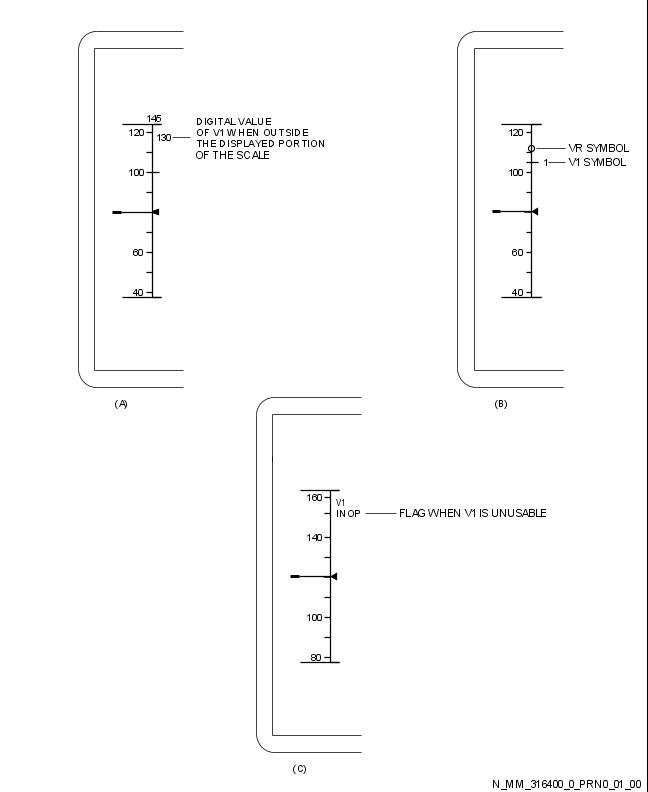 145
120
130
DIGITAL VALUE
OF V1 WHEN OUTSIDE
THE DISPLAYED PORTION
OF THE SCALE
100
60
40
(A)
120
VR SYMBOL
1 V1 SYMBOL
100
60
40
(B)
160
V1
INOP
FLAG WHEN V1 IS UNUSABLE
140
100
80
(C)
N_MM_316400_0_PRN0_01_00